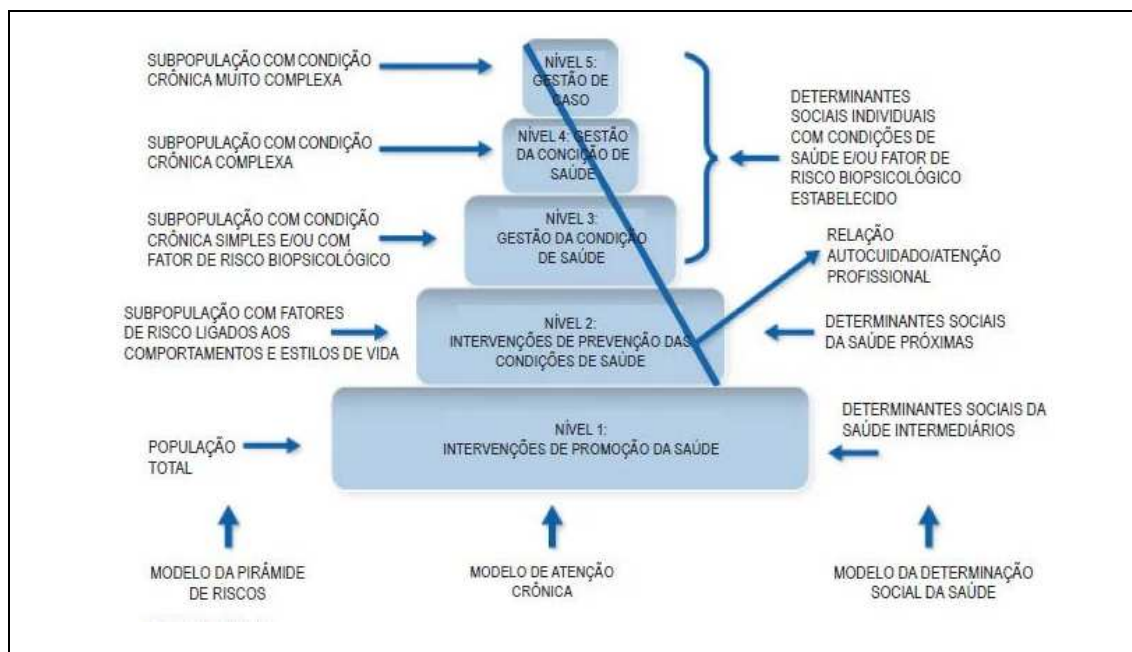 SUBPOPULAÇÃO COM CONDIÇÃO
CRÔNICA MUITO COMPLEXA
NÍVEL 5:
GESTÃO DE
CASO
DETERMINANTES
SOCIAIS INDIVIDUAIS
COM CONDIÇÕES DE
SAÚDE E/OU FATOR DE
RISCO BIOPSICOLÓGICO
ESTABELECIDO
SUBPOPULAÇÃO COM CONDIÇÃO
CRÔNICA COMPLEXA
NÍVEL 4: GESTÃO
DA CONCIÇÃO DE
SAÚDE
SUBPOPULAÇÃO COM CONDIÇÃO
CRÔNICA SIMPLES E/OU COM
FATOR DE RISCO BIOPSICOLÓGICO
NÍVEL 3:
GESTÃO DA CONDIÇÃO
DE SAÚDE
RELAÇÃO
AUTOCUIDADO/ATENÇÃO
PROFISSIONAL
SUBPOPULAÇÃO COM FATORES
DE RISCO LIGADOS AOS
COMPORTAMENTOS E ESTILOS DE VIDA
NÍVEL 2:
INTERVENÇÕES DE PREVENÇÃO DAS
CONDIÇÕES DE SAÚDE
DETERMINANTES SOCIAIS
DA SAÚDE PRÓXIMAS
POPULAÇÃO
TOTAL
NÍVEL 1:
INTERVENÇÕES DE PROMOÇÃO DA SAÚDE
DETERMINANTES SOCIAIS DA
SAÚDE INTERMEDIÁRIOS
MODELO DA PIRÂMIDE
DE RISCOS
MODELO DE ATENÇÃO
CRÔNICA
MODELO DA DETERMINAÇÃO
SOCIAL DA SAÚDE